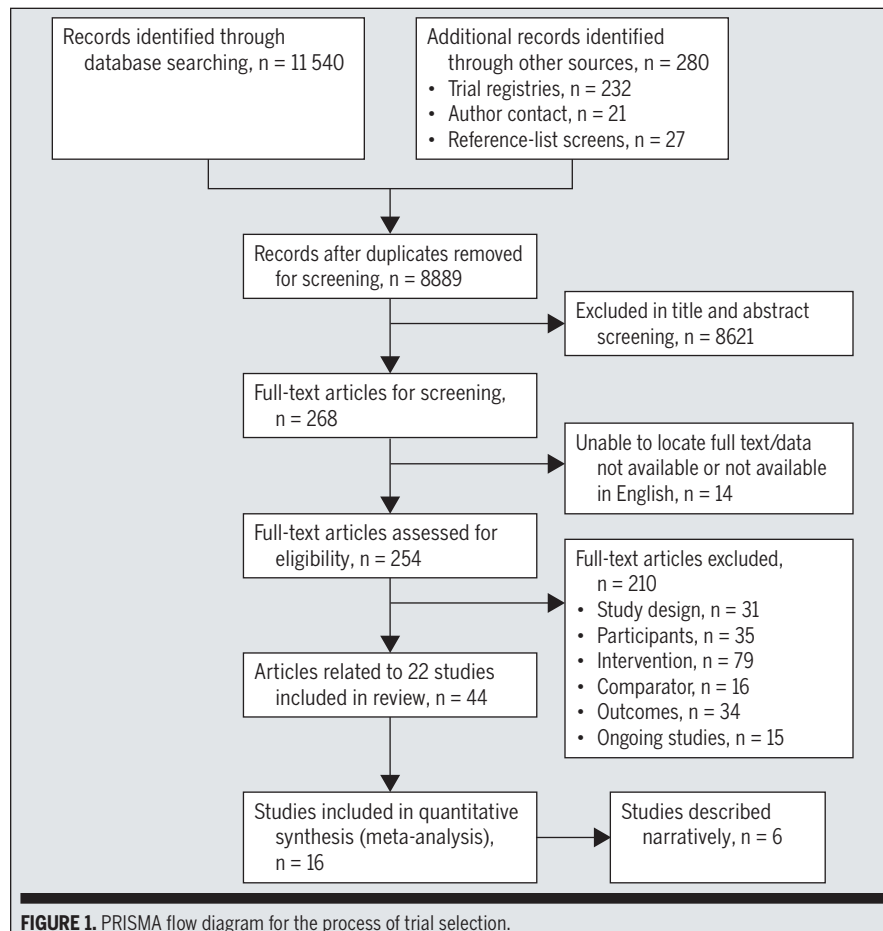 Records identified through
database searching, n = 11 540
Additional records identified
through other sources, n = 280
• Trial registries, n = 232
• Author contact, n = 21
• Reference-list screens, n = 27
Records after duplicates removed
for screening, n = 8889
Excluded in title and abstract
screening, n = 8621
Full-text articles for screening,
n = 268
Unable to locate full text/data
not available or not available
in English, n = 14
Full-text articles assessed for
eligibility, n = 254
Full-text articles excluded,
n = 210
• Study design, n = 31
• Participants, n = 35
• Intervention, n = 79
• Comparator, n = 16
• Outcomes, n = 34
• Ongoing studies, n = 15
Articles related to 22 studies
included in review, n = 44
Studies included in quantitative
synthesis (meta-analysis),
n = 16
Studies described
narratively, n = 6
FIGURE 1. PRISMA flow diagram for the process of trial selection.